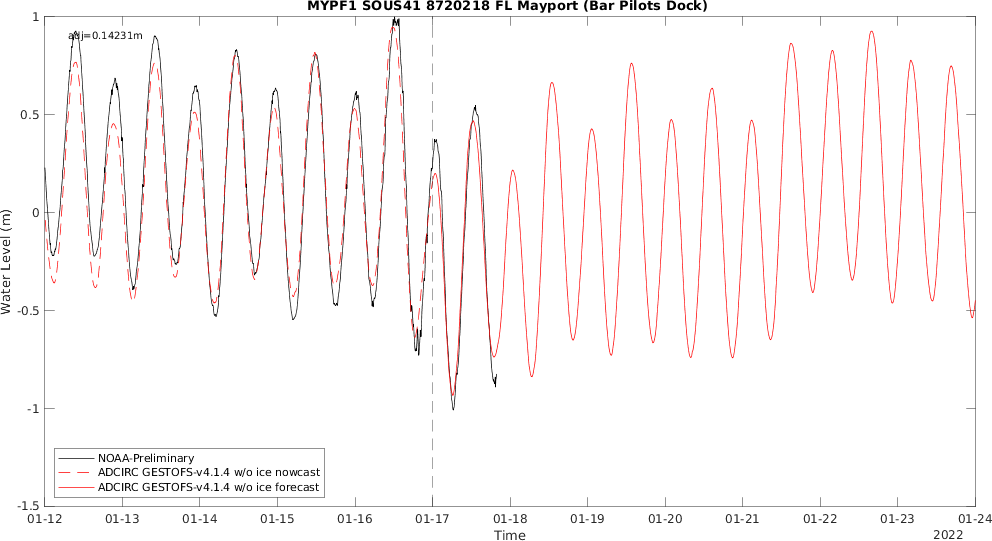 MYPF1 SOUS41 8720218 FL Mayport (Bar Pilots Dock)
adj=0.14231m
1
0.5
0
-0.5
-1
-1.5
Water Level (m)
NOAA-Preliminary
ADCIRC GESTOFS-v4.1.4 w/o ice nowcast
ADCIRC GESTOFS-v4.1.4 w/o ice forecast
01-12 01-13 01-14 01-15 01-16 01-17 01-18 01-19 01-20 01-21 01-22 01-23 01-24
Time
2022